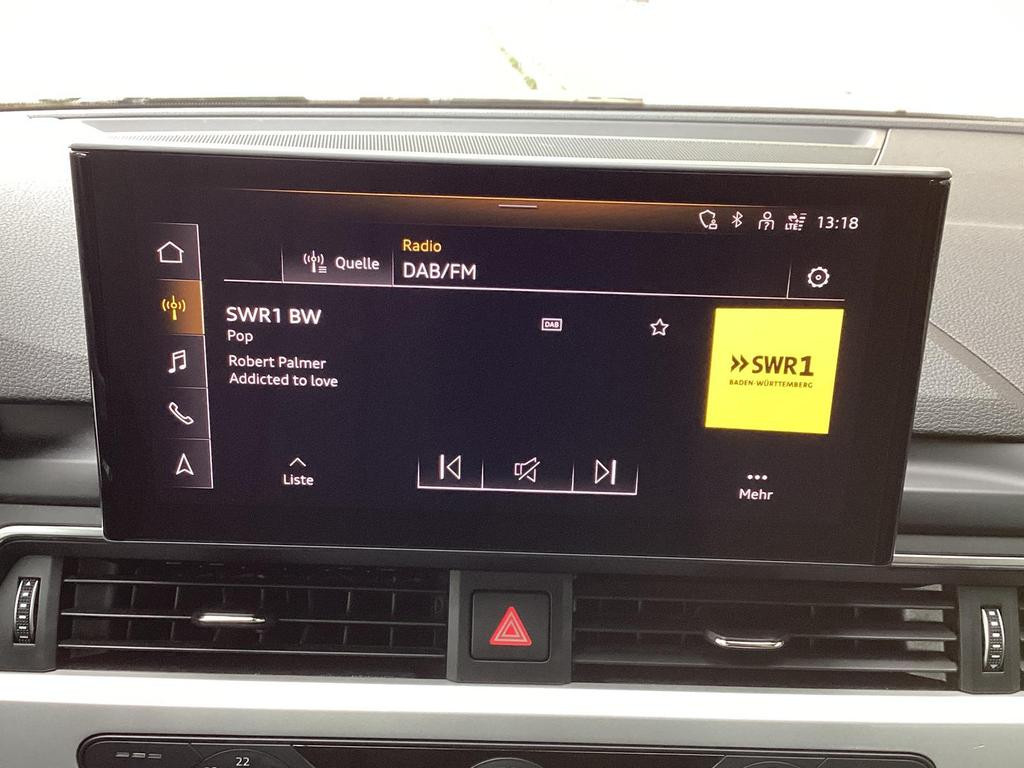 LTE 13:18
Quelle
Radio
DAB/FM
SWR1 BW
Pop
DAB
Robert Palmer
Addicted to love
SWR1
BADEN-WÜRTTEMBERG
Liste
Mehr
22